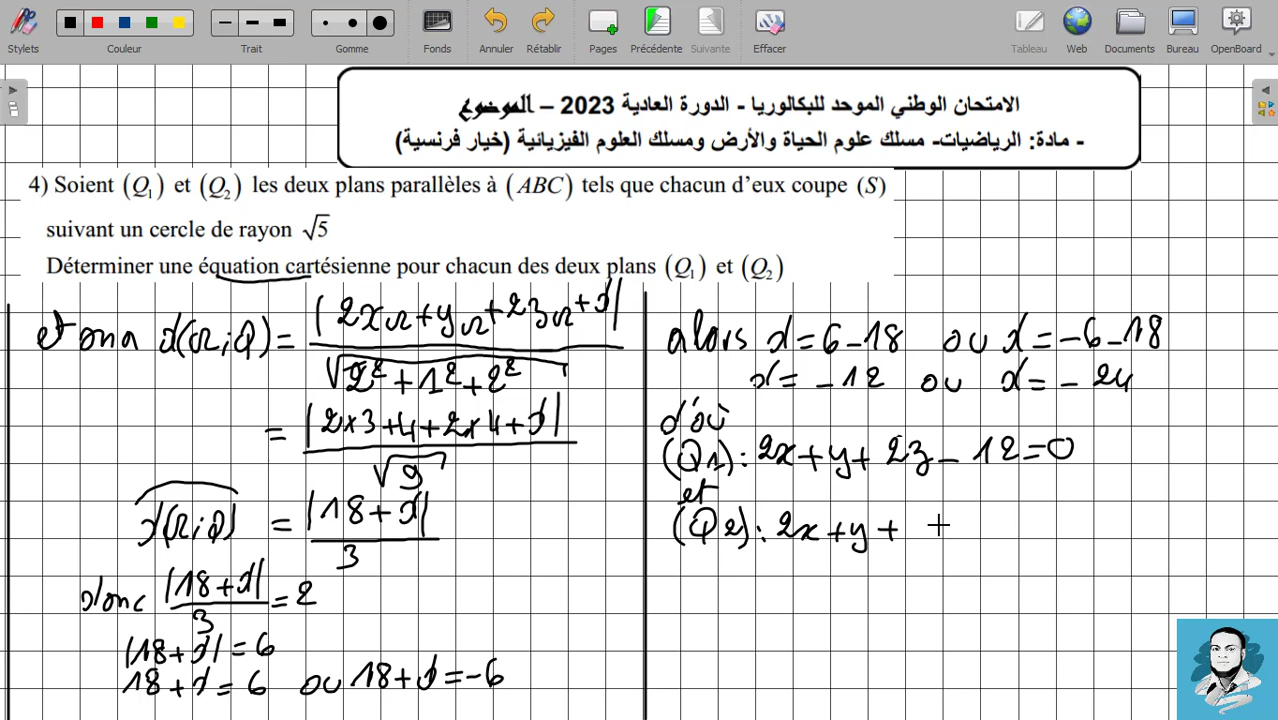 Stylets Couleur Trait Gomme Fonds Annuler Rétablir Pages Précédente Suivante Effacer Tableau Web Documents Bureau OpenBoard
الامتحان الوطني الموحد للبكالوريا - الدورة العادية 2023 – الموضوع
- مادة: الرياضيات- مسلك علوم الحياة والأرض ومسلك العلوم الفيزيائية (خيار فرنسية)
4) Soient (Q₁) et (Q₂) les deux plans parallèles à (ABC) tels que chacun d'eux coupe (S)
suivant un cercle de rayon √5
Déterminer une équation cartésienne pour chacun des deux plans (Q₁) et (Q₂)
et on a d(Ω;Q) = |2xΩ+yΩ+2zΩ+d| / √(2²+1²+2²)
= |2x3+4+2x4+d| / √9
d(Ω;Q) = |18+d| / 3
donc |18+d| / 3 = 2
|18+d| = 6
18+d = 6 ou 18+d = -6
alors d = 6-18 ou d = -6-18
d = -12 ou d = -24
d'où
(Q1): 2x+y+2z-12=0
et
(Q2): 2x+y+